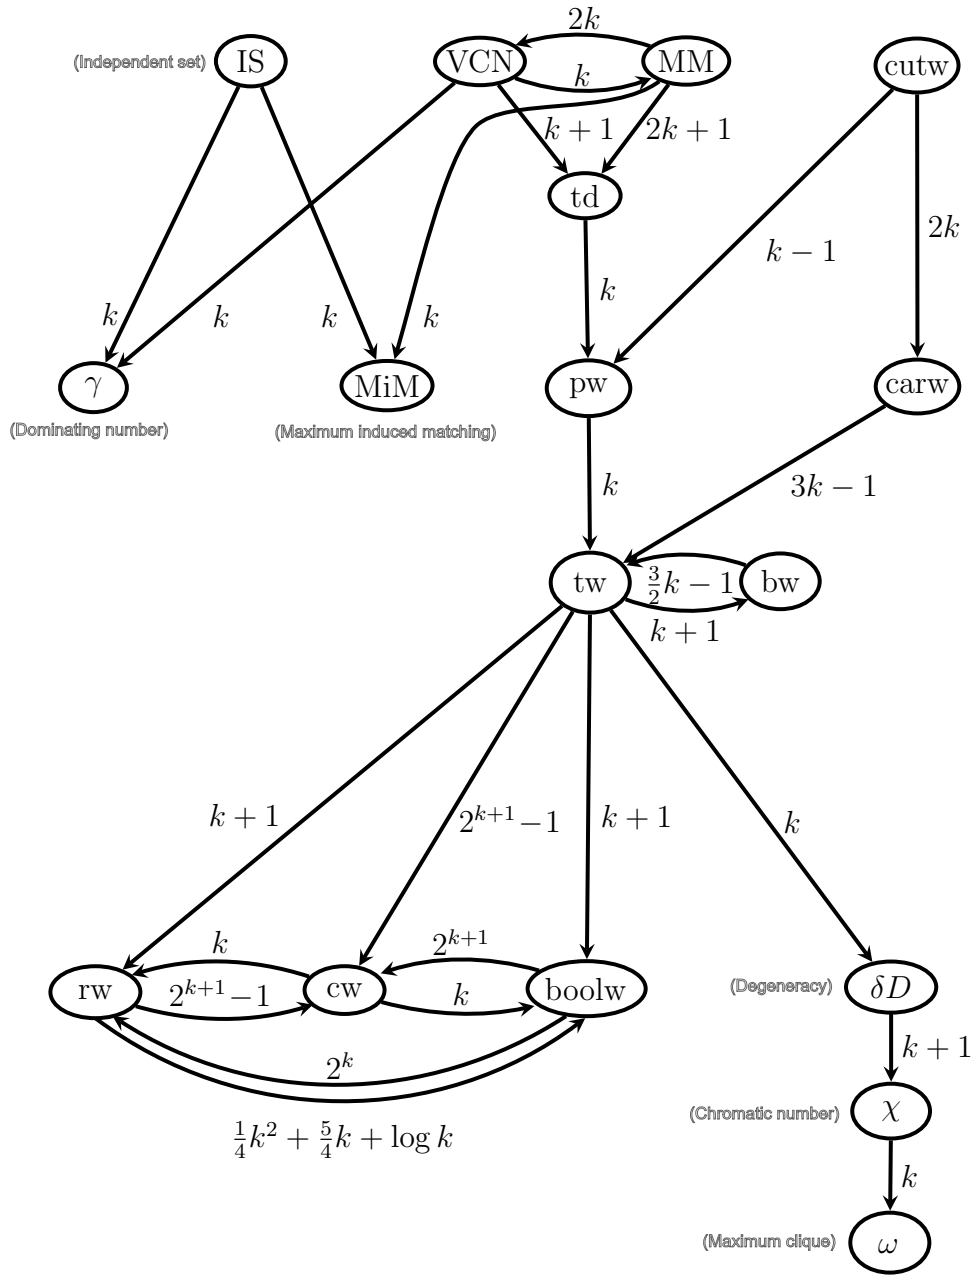 2k
(Independent set) IS VCN MM cutw
k
k + 1 2k + 1
td
2k
k − 1
k
k k k k
γ MiM pw carw
(Dominating number) (Maximum induced matching)
k 3k − 1
tw 3/2k − 1 bw
k + 1
k + 1 2^{k+1}−1 k + 1 k
k 2^{k+1}
rw 2^{k+1}−1 cw k boolw (Degeneracy) δD
k + 1
2^k
(Chromatic number) χ
1/4k^2 + 5/4k + log k
k
(Maximum clique) ω